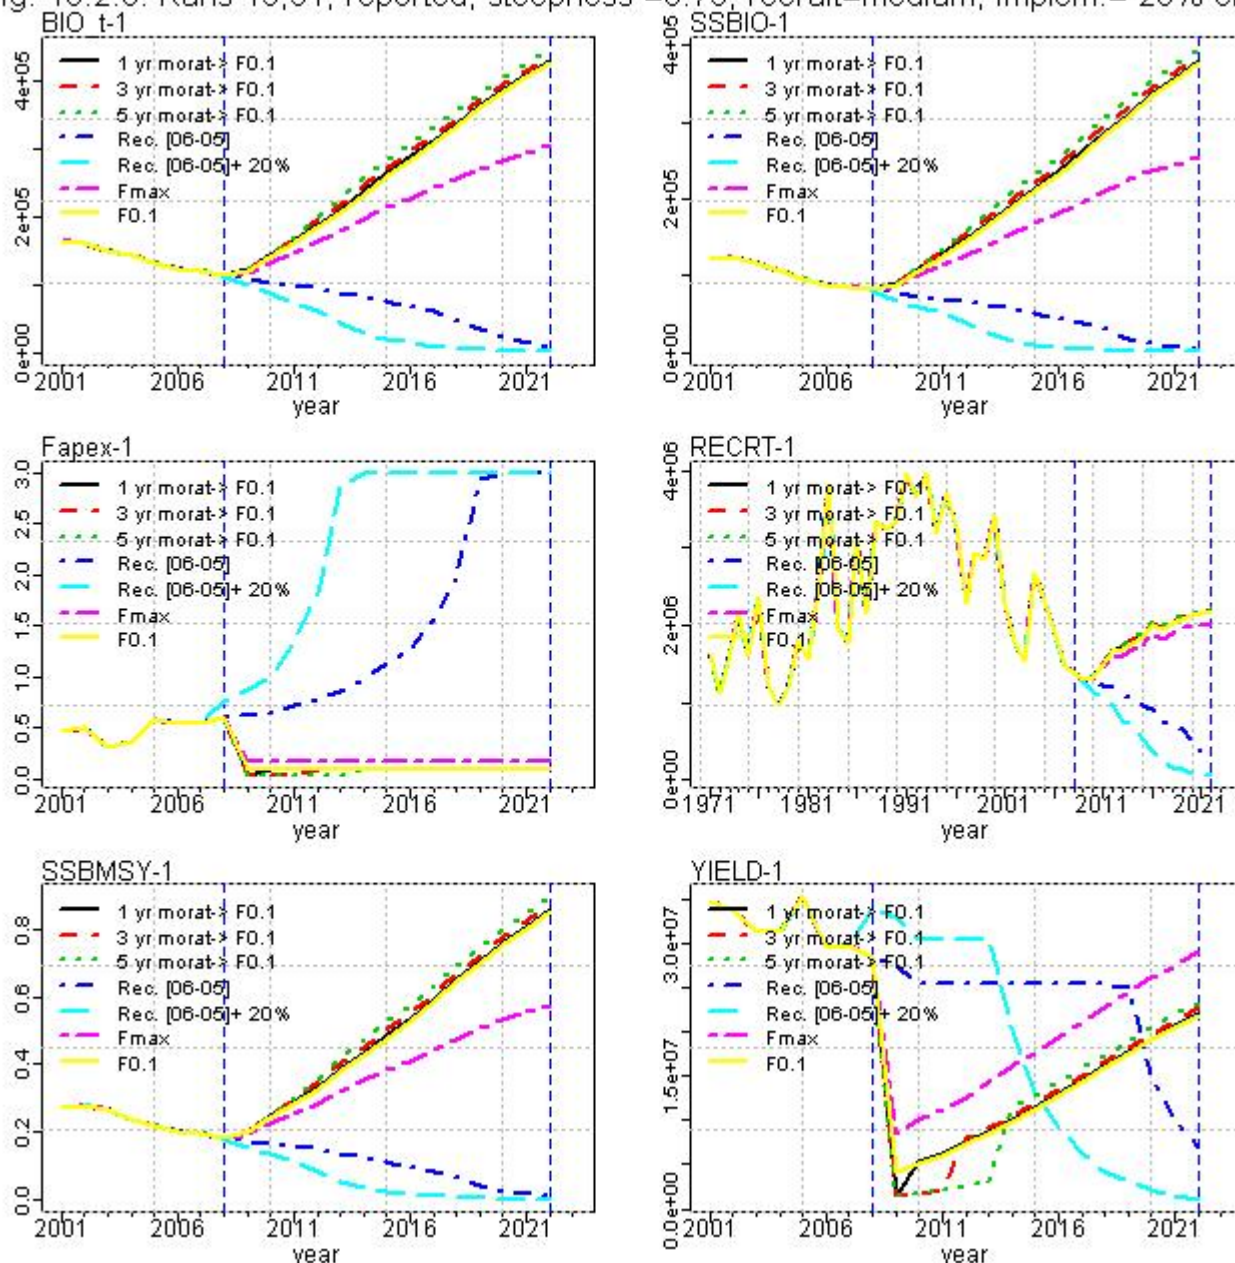 BIO_t-1
4e+05
2e+05
0e+00
1 yr morat-> F0.1
3 yr morat-> F0.1
5 yr morat-> F0.1
Rec. [06-05]
Rec. [06-05]+ 20%
Fmax
F0.1
2001 2006 2011 2016 2021
year
SSBIO-1
4e+05
2e+05
0e+00
1 yr morat-> F0.1
3 yr morat-> F0.1
5 yr morat-> F0.1
Rec. [06-05]
Rec. [06-05]+ 20%
Fmax
F0.1
2001 2006 2011 2016 2021
year
Fapex-1
3.0
2.5
2.0
1.5
1.0
0.5
0.0
1 yr morat-> F0.1
3 yr morat-> F0.1
5 yr morat-> F0.1
Rec. [06-05]
Rec. [06-05]+ 20%
Fmax
F0.1
2001 2006 2011 2016 2021
year
RECRT-1
4e+06
2e+06
0e+00
1 yr morat-> F0.1
3 yr morat-> F0.1
5 yr morat-> F0.1
Rec. [06-05]
Rec. [06-05]+ 20%
Fmax
F0.1
1971 1981 1991 2001 2011 2021
year
SSBMSY-1
0.8
0.6
0.4
0.2
0.0
1 yr morat-> F0.1
3 yr morat-> F0.1
5 yr morat-> F0.1
Rec. [06-05]
Rec. [06-05]+ 20%
Fmax
F0.1
2001 2006 2011 2016 2021
year
YIELD-1
3.0e+07
1.5e+07
0.0e+00
1 yr morat-> F0.1
3 yr morat-> F0.1
5 yr morat-> F0.1
Rec. [06-05]
Rec. [06-05]+ 20%
Fmax
F0.1
2001 2006 2011 2016 2021
year